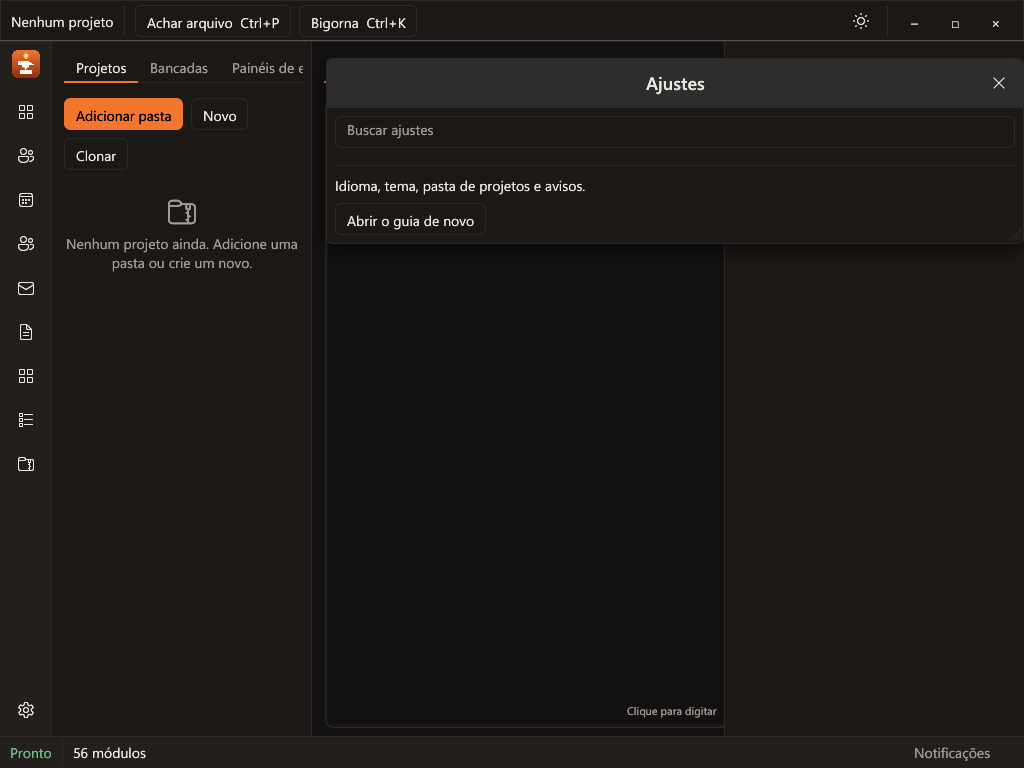 Nenhum projeto
Achar arquivo Ctrl+P
Bigorna Ctrl+K
Projetos
Bancadas
Painéis de e
Adicionar pasta
Novo
Clonar
Nenhum projeto ainda. Adicione uma
pasta ou crie um novo.
Ajustes
Buscar ajustes
Idioma, tema, pasta de projetos e avisos.
Abrir o guia de novo
Clique para digitar
Pronto
56 módulos
Notificações